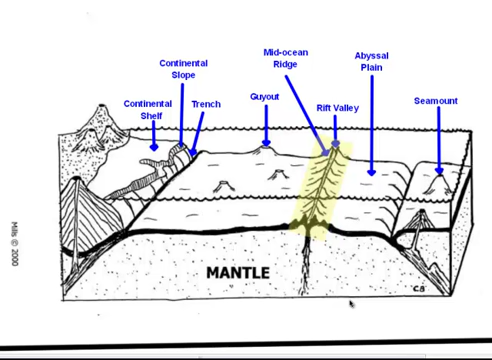 Mid-ocean
Ridge
Abyssal
Plain
Continental
Slope
Continental
Shelf
Trench
Guyout
Rift Valley
Seamount
Mills © 2000
MANTLE